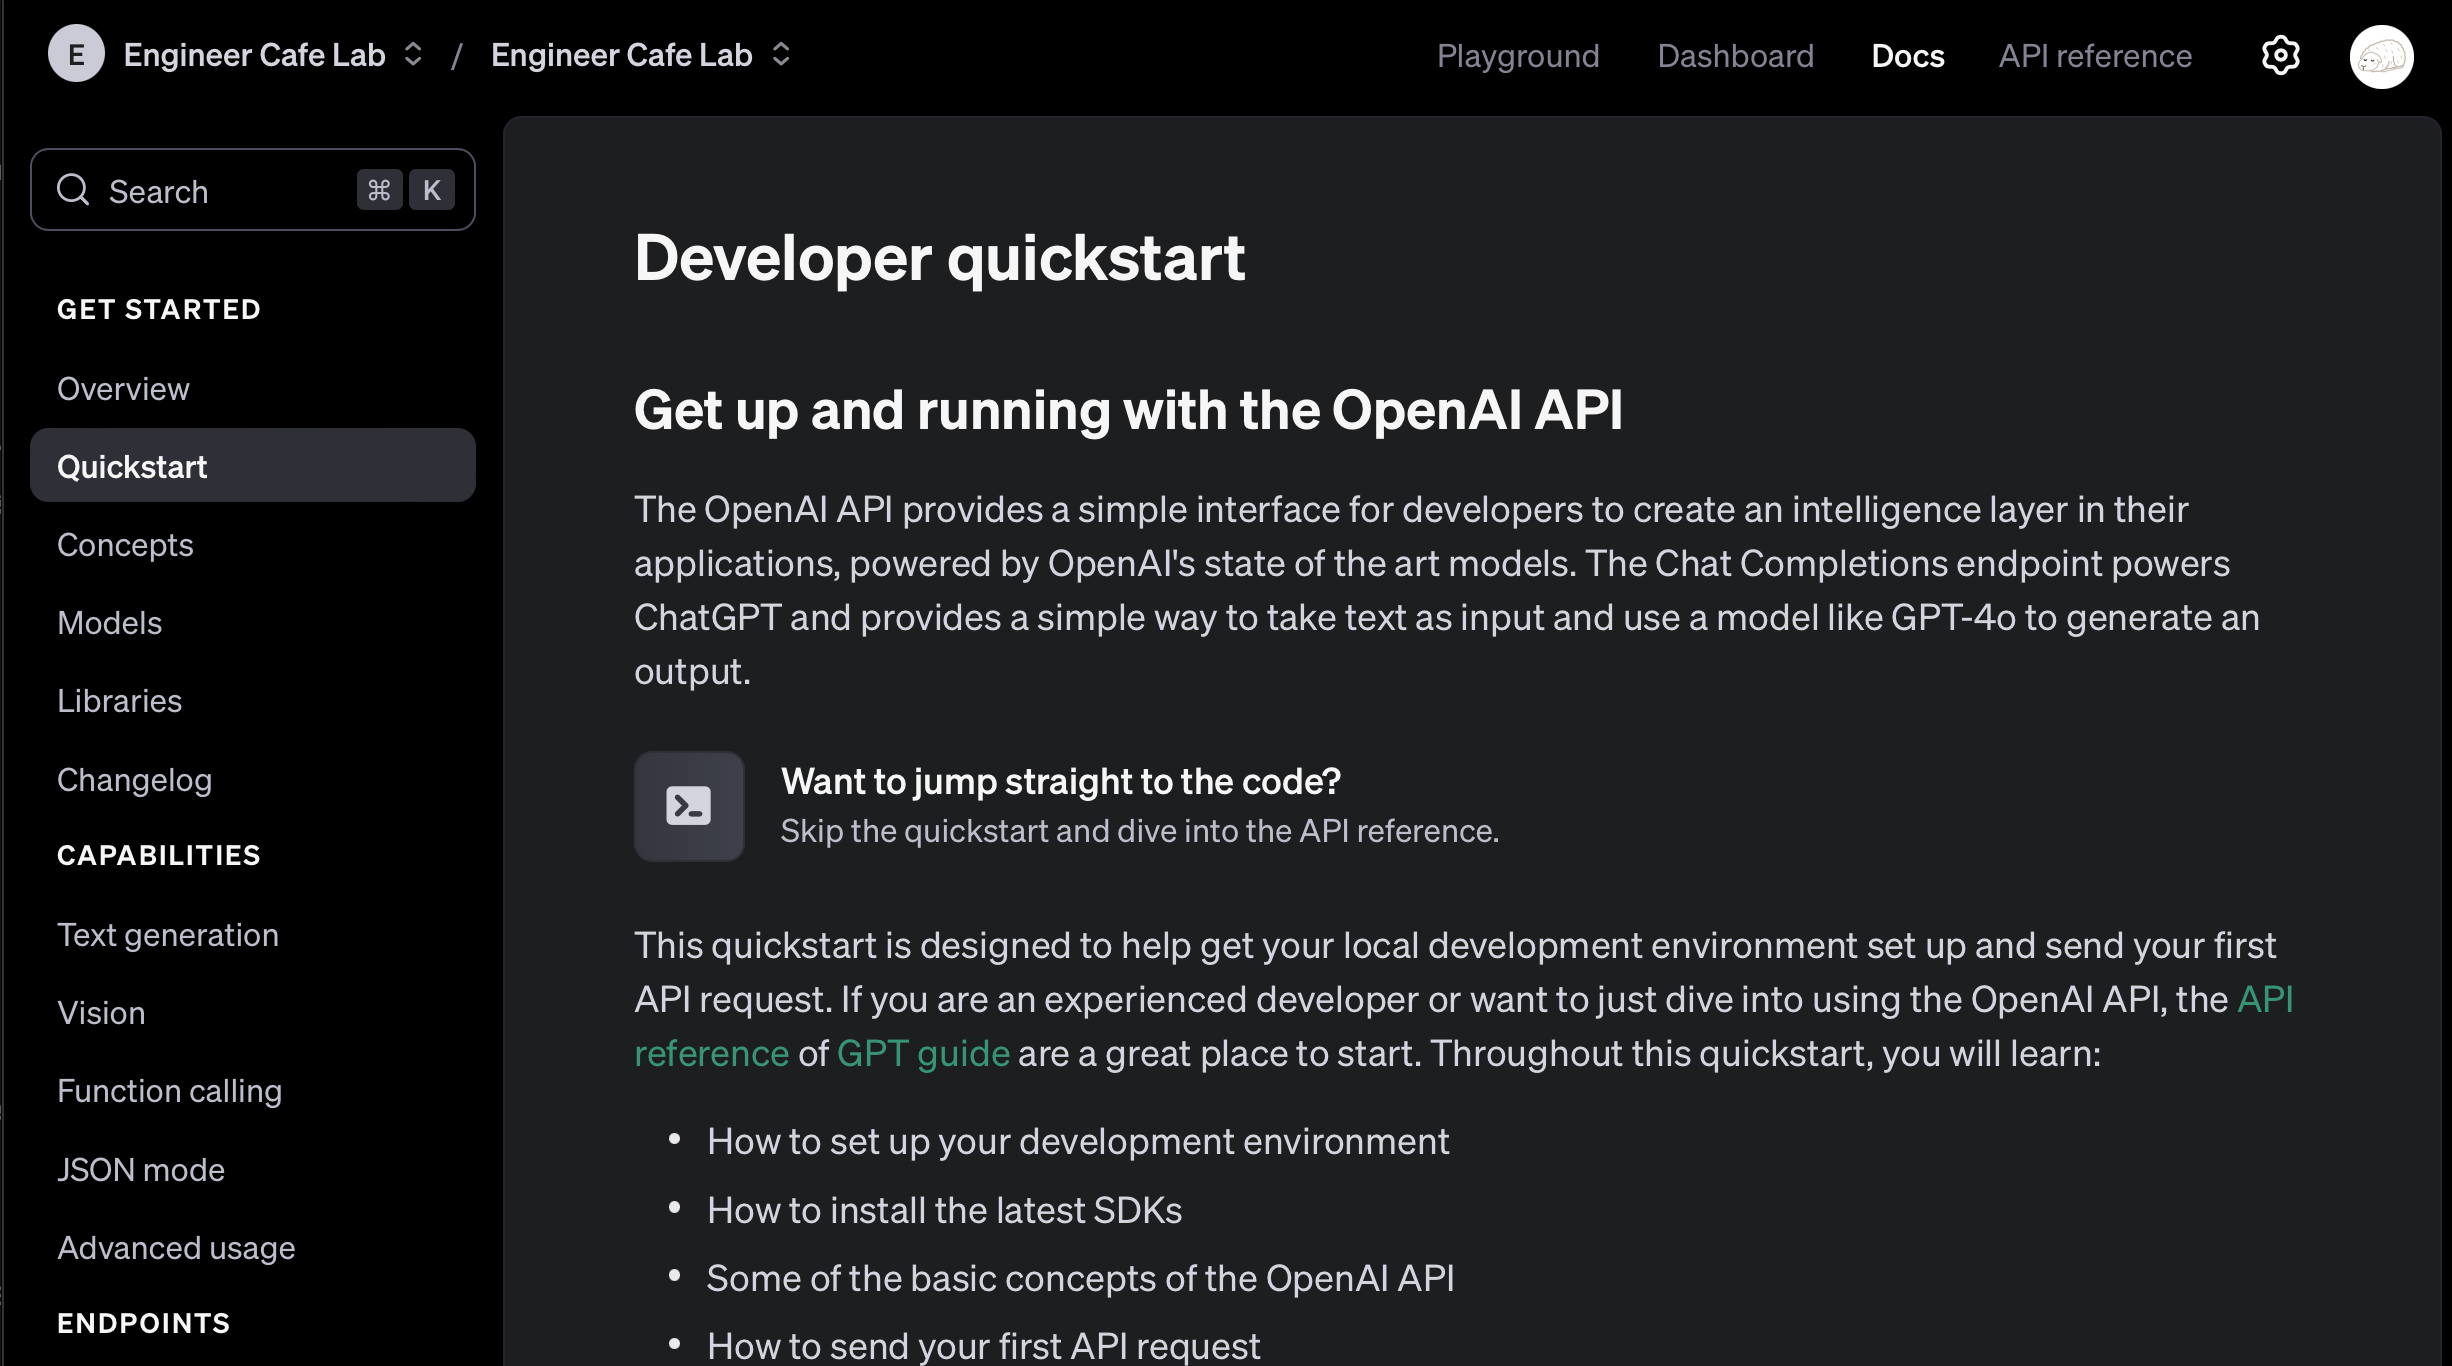 E Engineer Cafe Lab / Engineer Cafe Lab
Playground Dashboard Docs API reference
Search ⌘ K
GET STARTED
Overview
Quickstart
Concepts
Models
Libraries
Changelog
CAPABILITIES
Text generation
Vision
Function calling
JSON mode
Advanced usage
ENDPOINTS
Developer quickstart
Get up and running with the OpenAI API
The OpenAI API provides a simple interface for developers to create an intelligence layer in their
applications, powered by OpenAI's state of the art models. The Chat Completions endpoint powers
ChatGPT and provides a simple way to take text as input and use a model like GPT-4o to generate an
output.
Want to jump straight to the code?
Skip the quickstart and dive into the API reference.
This quickstart is designed to help get your local development environment set up and send your first
API request. If you are an experienced developer or want to just dive into using the OpenAI API, the API
reference of GPT guide are a great place to start. Throughout this quickstart, you will learn:
• How to set up your development environment
• How to install the latest SDKs
• Some of the basic concepts of the OpenAI API
• How to send your first API request